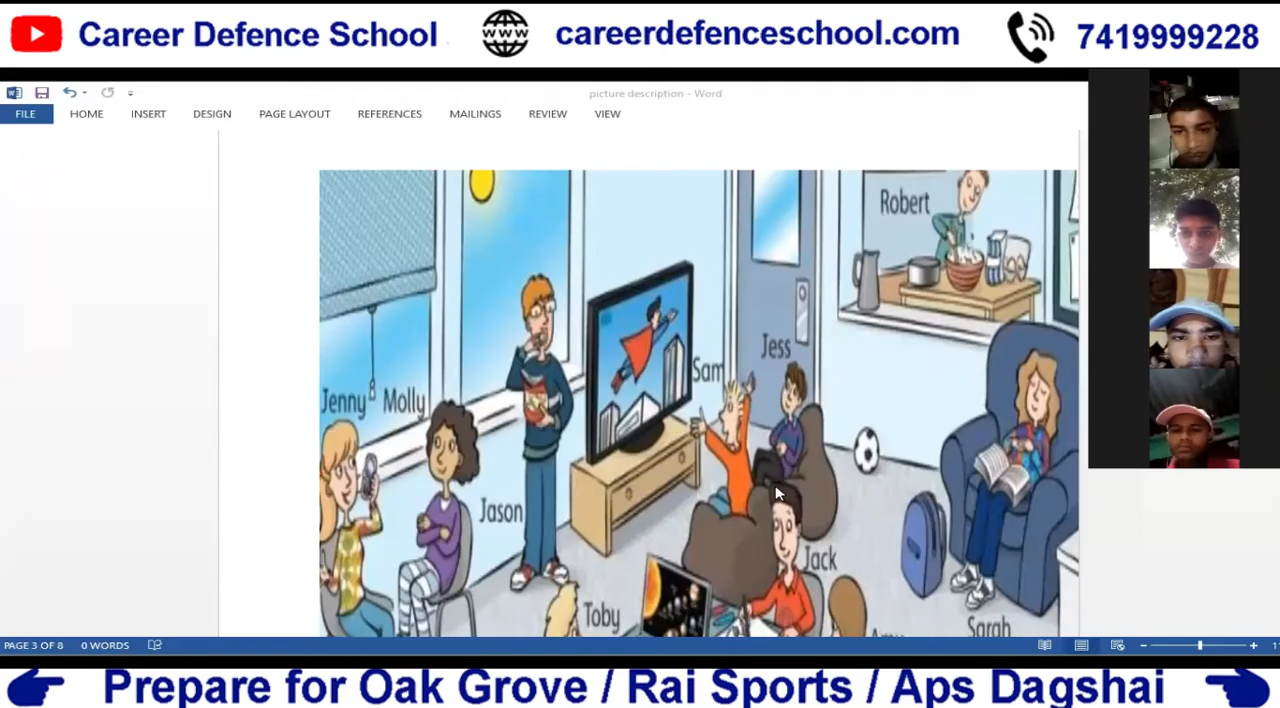 Career Defence School
www
careerdefenceschool.com
7419999228
picture description - Word
FILE HOME INSERT DESIGN PAGE LAYOUT REFERENCES MAILINGS REVIEW VIEW
Robert
Jess
Sam
Jenny Molly
Jason
Jack
Toby
Sarah
PAGE 3 OF 8 0 WORDS
Prepare for Oak Grove / Rai Sports / Aps Dagshai